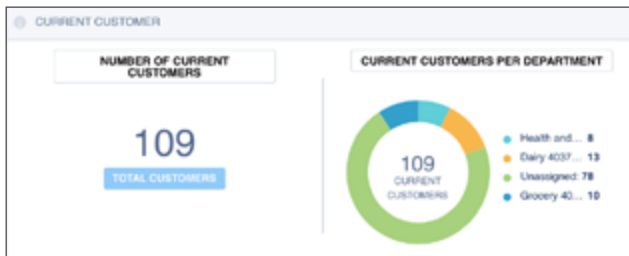 CURRENT CUSTOMER
NUMBER OF CURRENT
CUSTOMERS
109
TOTAL CUSTOMERS
CURRENT CUSTOMERS PER DEPARTMENT
109
CURRENT
CUSTOMERS
Health and... 8
Dairy 4037... 13
Unassigned: 78
Grocery 40... 10